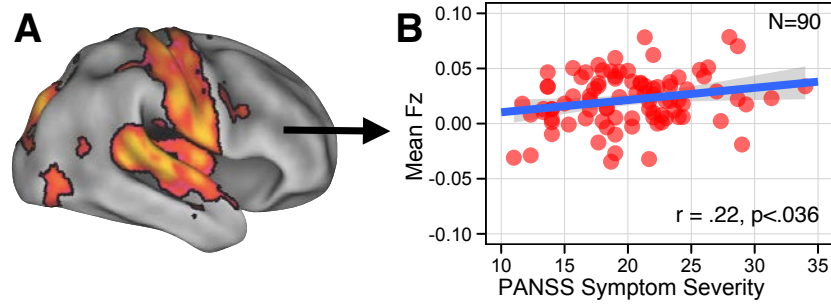 A
B
N=90
0.10
0.05
0.00
-0.05
-0.10
Mean Fz
r = .22, p<.036
10 15 20 25 30 35
PANSS Symptom Severity